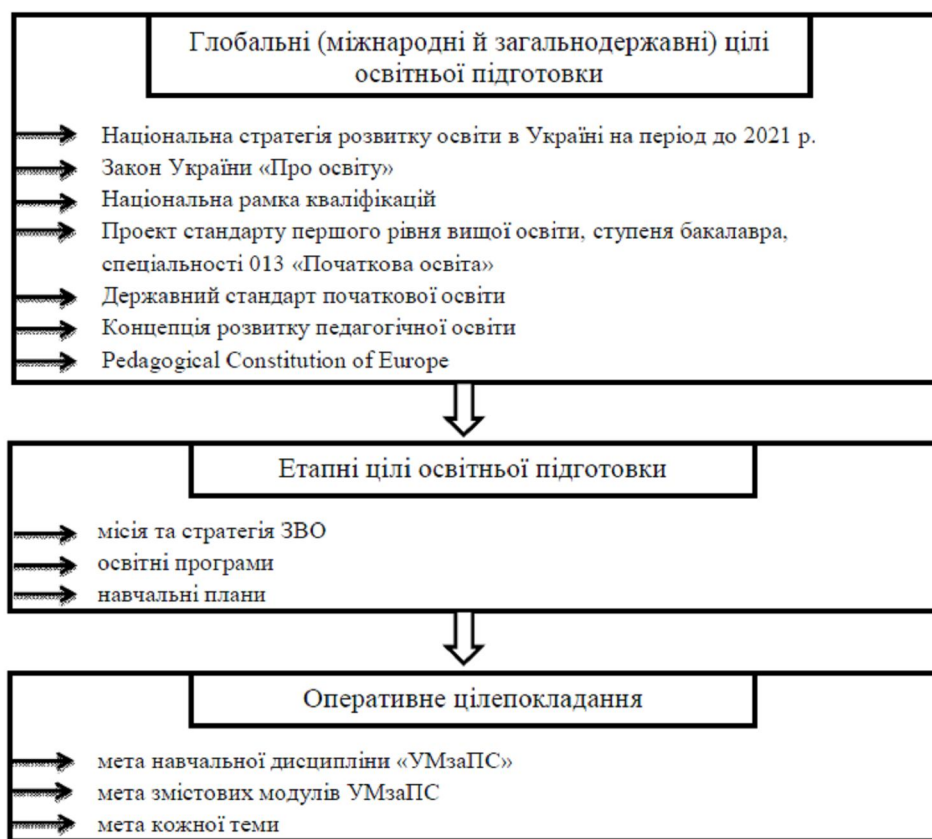 Глобальні (міжнародні й загальнодержавні) цілі
освітньої підготовки
Національна стратегія розвитку освіти в Україні на період до 2021 р.
Закон України «Про освіту»
Національна рамка кваліфікацій
Проект стандарту першого рівня вищої освіти, ступеня бакалавра,
спеціальності 013 «Початкова освіта»
Державний стандарт початкової освіти
Концепція розвитку педагогічної освіти
Pedagogical Constitution of Europe
Етапні цілі освітньої підготовки
місія та стратегія ЗВО
освітні програми
навчальні плани
Оперативне цілепокладання
мета навчальної дисципліни «УМзаПС»
мета змістових модулів УМзаПС
мета кожної теми